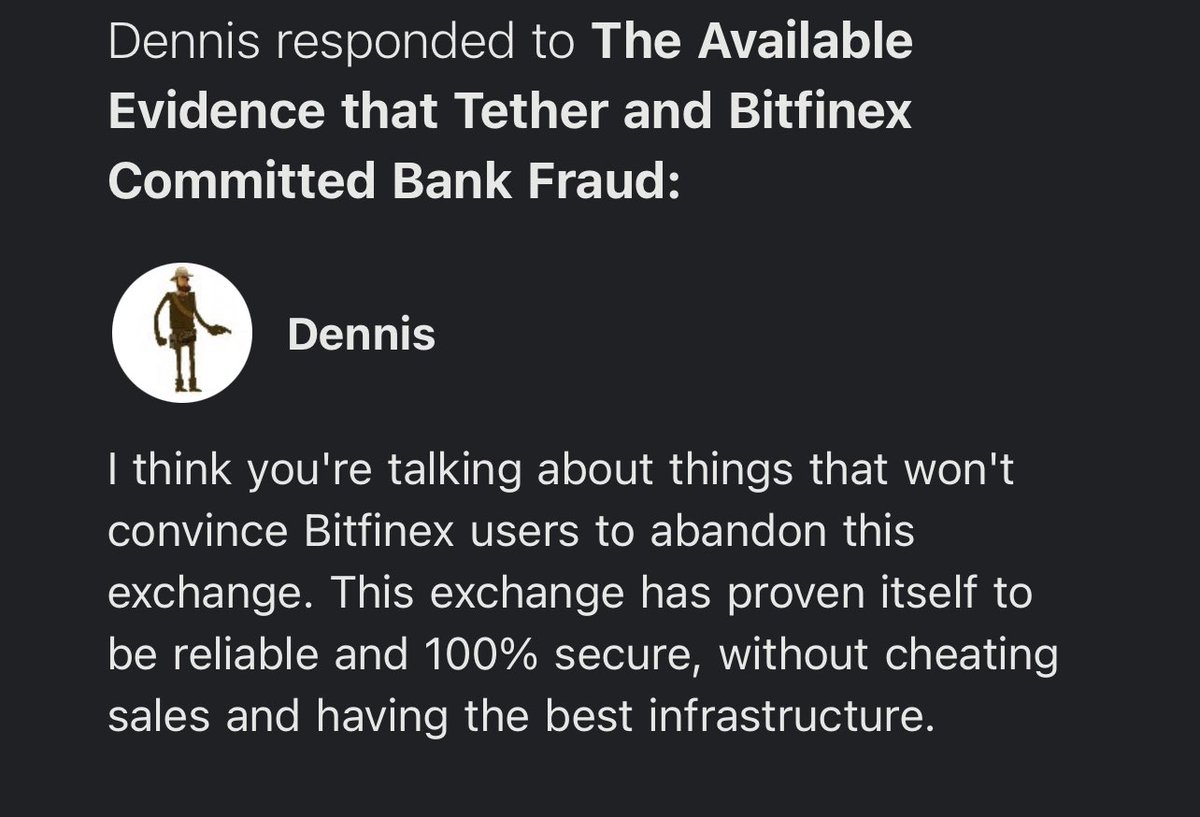 Dennis responded to The Available
Evidence that Tether and Bitfinex
Committed Bank Fraud:
Dennis
I think you're talking about things that won't
convince Bitfinex users to abandon this
exchange. This exchange has proven itself to
be reliable and 100% secure, without cheating
sales and having the best infrastructure.